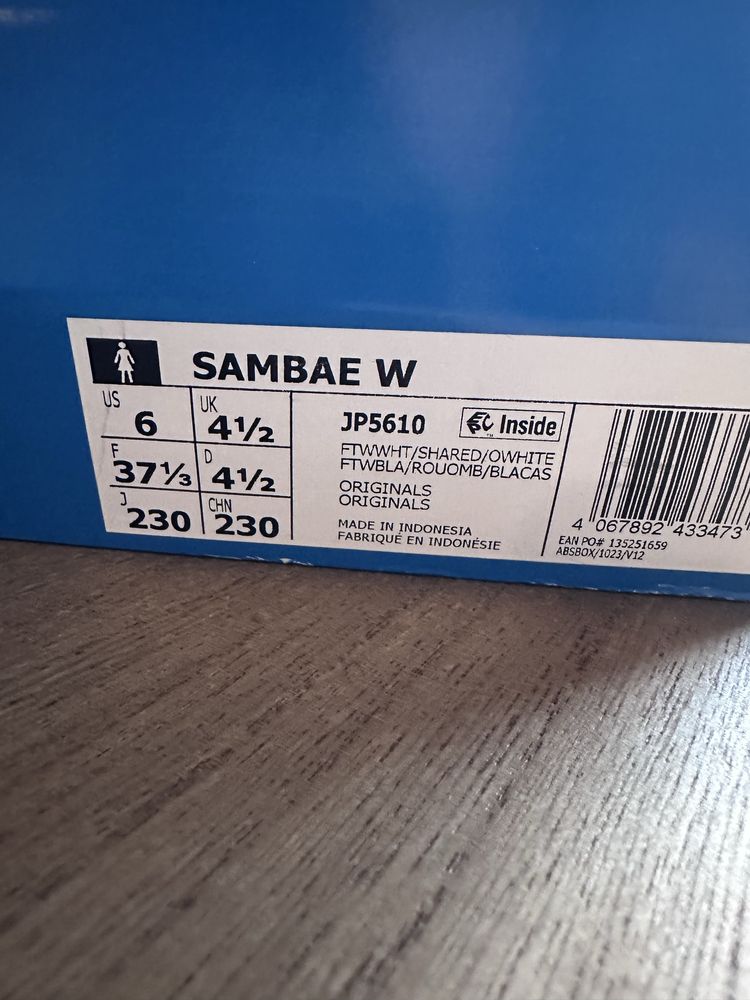 SAMBAE W
US 6 UK 4½
F 37⅓ D 4½
J 230 CHN 230
JP5610 EC Inside
™
FTWWHT/SHARED/OWHITE
FTWBLA/ROUOMB/BLACAS
ORIGINALS
ORIGINALS
MADE IN INDONESIA
FABRIQUÉ EN INDONÉSIE
4 067892 433473
EAN PO# 135251659
ABSBOX/1023/V12